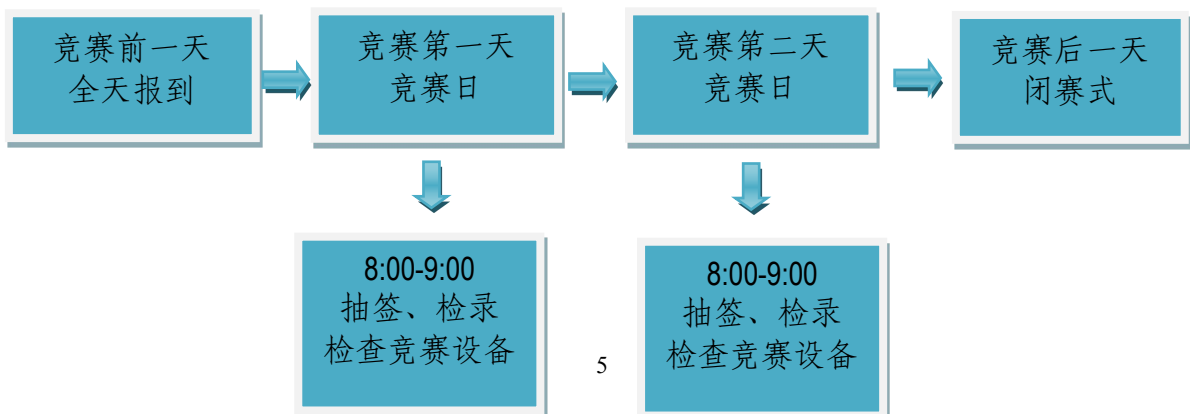 竞赛前一天
全天报到
竞赛第一天
竞赛日
竞赛第二天
竞赛日
竞赛后一天
闭赛式
8:00-9:00
抽签、检录
检查竞赛设备
8:00-9:00
抽签、检录
检查竞赛设备
5